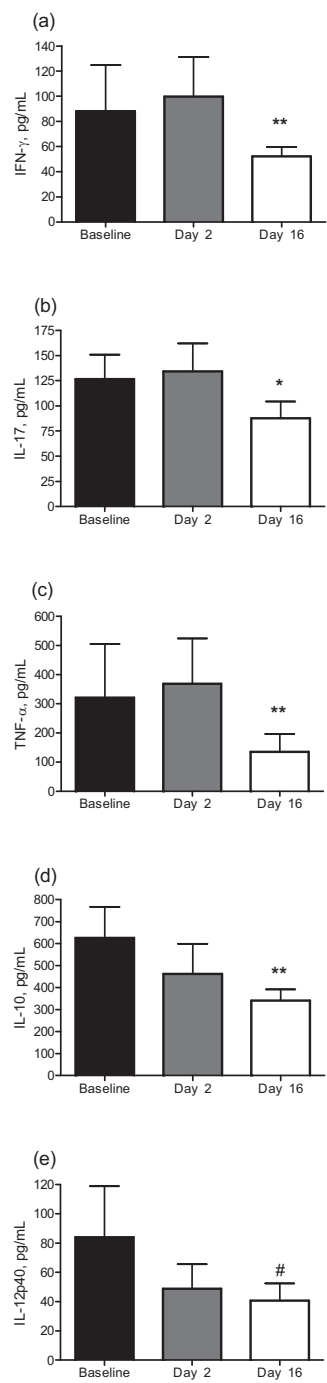 (a)
IFN-γ, pg/mL
140
120
100
80
60
40
20
0
**
Baseline Day 2 Day 16
(b)
IL-17, pg/mL
175
150
125
100
75
50
25
0
*
Baseline Day 2 Day 16
(c)
TNF-α, pg/mL
600
500
400
300
200
100
0
**
Baseline Day 2 Day 16
(d)
IL-10, pg/mL
800
700
600
500
400
300
200
100
0
**
Baseline Day 2 Day 16
(e)
IL-12p40, pg/mL
120
100
80
60
40
20
0
#
Baseline Day 2 Day 16